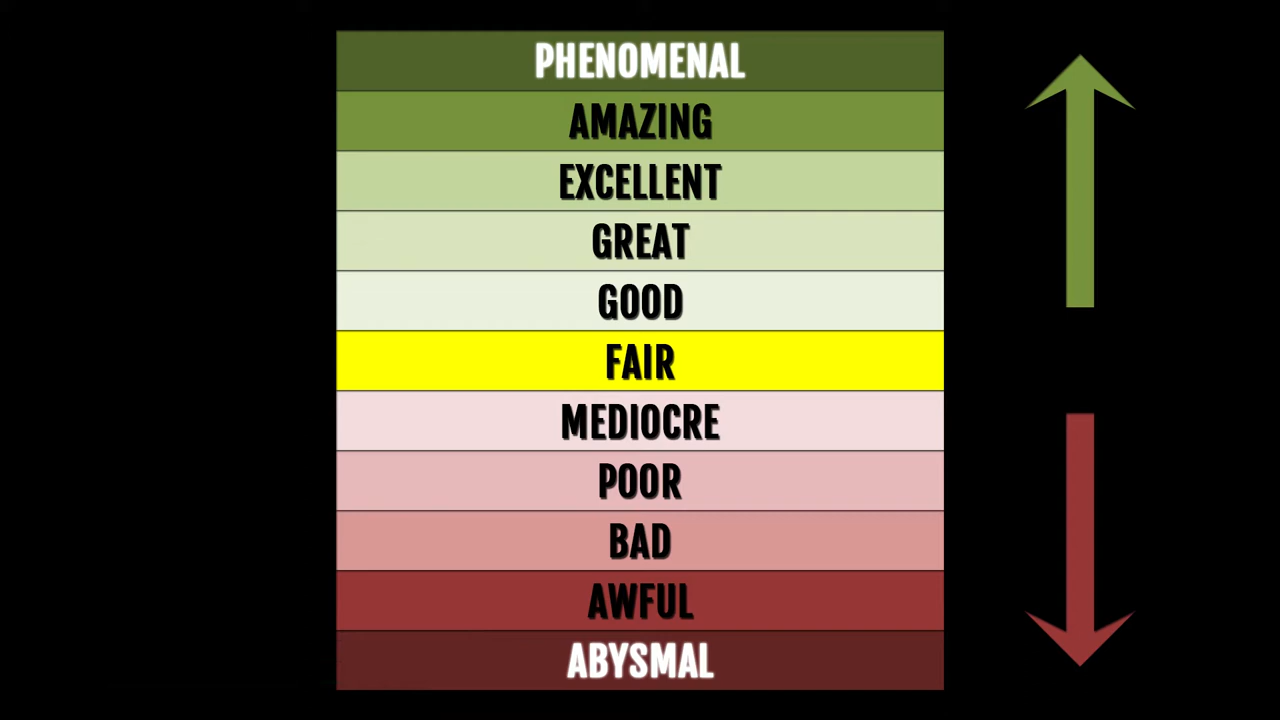 PHENOMENAL
AMAZING
EXCELLENT
GREAT
GOOD
FAIR
MEDIOCRE
POOR
BAD
AWFUL
ABYSMAL